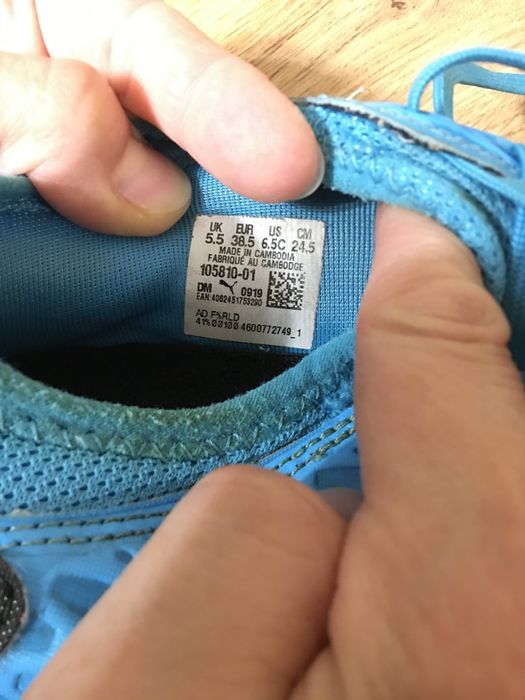 UK EUR US CM
5.5 38.5 6.5C 24.5
MADE IN CAMBODIA
FABRIQUÉ AU CAMBODGE
105810-01
DM 0919
EAN:4062451753290
AD F%RLD
41%00100 4600772749_1